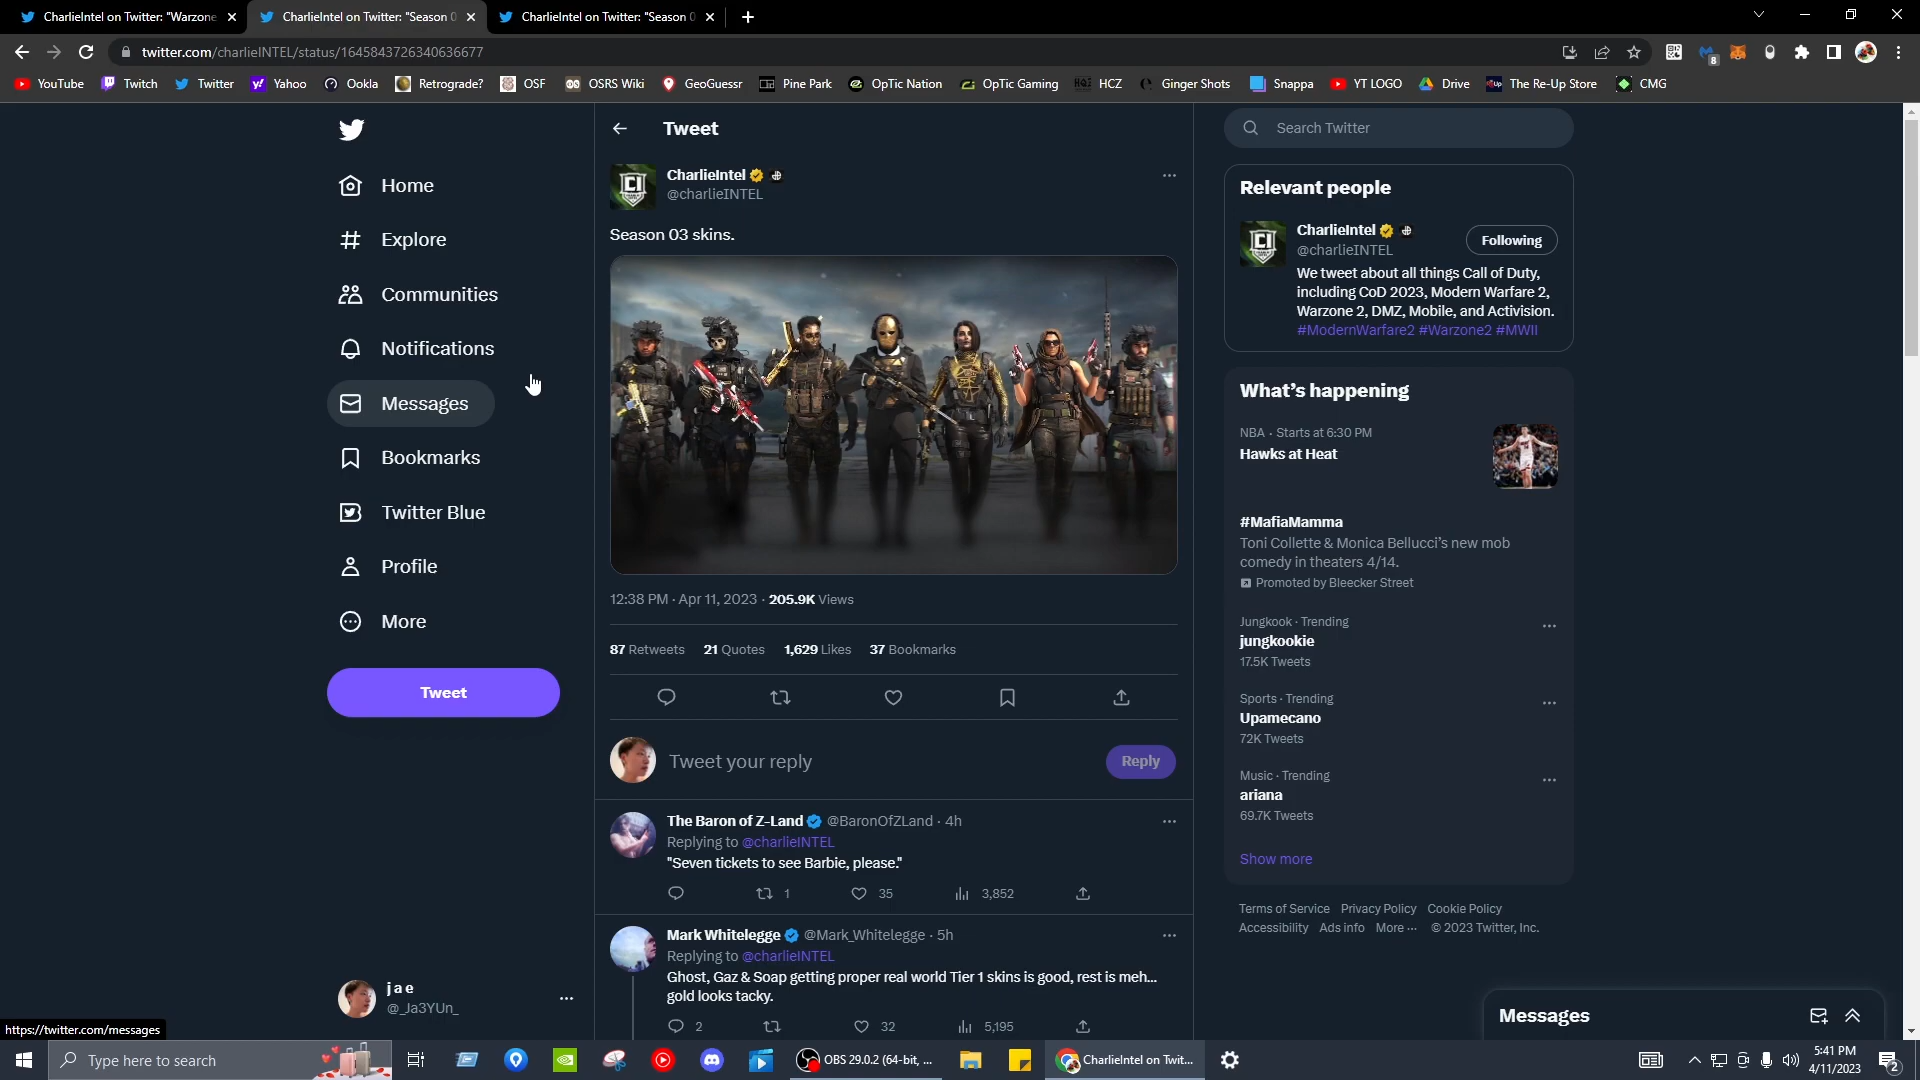 CharlieIntel on Twitter: "Warzone
CharlieIntel on Twitter: "Season 0
CharlieIntel on Twitter: "Season 0
twitter.com/charlieINTEL/status/1645843726340636677
8
YouTube
Twitch
Twitter
Yahoo
Ookla
Retrograde?
OSF
OSRS Wiki
GeoGuessr
Pine Park
OpTic Nation
OpTic Gaming
HCZ
Ginger Shots
Snappa
YT LOGO
Drive
The Re-Up Store
CMG
Home
Explore
Communities
Notifications
Messages
Bookmarks
Twitter Blue
Profile
More
Tweet
j a e
@_Ja3YUn_
https://twitter.com/messages
Tweet
CharlieIntel
@charlieINTEL
Season 03 skins.
12:38 PM · Apr 11, 2023 · 205.9K Views
87 Retweets 21 Quotes 1,629 Likes 37 Bookmarks
Tweet your reply
Reply
The Baron of Z-Land @BaronOfZLand · 4h
Replying to @charlieINTEL
"Seven tickets to see Barbie, please."
1 35 3,852
Mark Whitelegge @Mark_Whitelegge · 5h
Replying to @charlieINTEL
Ghost, Gaz & Soap getting proper real world Tier 1 skins is good, rest is meh...
gold looks tacky.
2 32 5,195
Search Twitter
Relevant people
CharlieIntel
@charlieINTEL
Following
We tweet about all things Call of Duty,
including CoD 2023, Modern Warfare 2,
Warzone 2, DMZ, Mobile, and Activision.
#ModernWarfare2 #Warzone2 #MWII
What's happening
NBA · Starts at 6:30 PM
Hawks at Heat
#MafiaMamma
Toni Collette & Monica Bellucci's new mob
comedy in theaters 4/14.
Promoted by Bleecker Street
Jungkook · Trending
jungkookie
17.5K Tweets
Sports · Trending
Upamecano
72K Tweets
Music · Trending
ariana
69.7K Tweets
Show more
Terms of Service Privacy Policy Cookie Policy
Accessibility Ads info More ··· © 2023 Twitter, Inc.
Messages
Type here to search
OBS 29.0.2 (64-bit, ...
CharlieIntel on Twit...
5:41 PM
4/11/2023
2